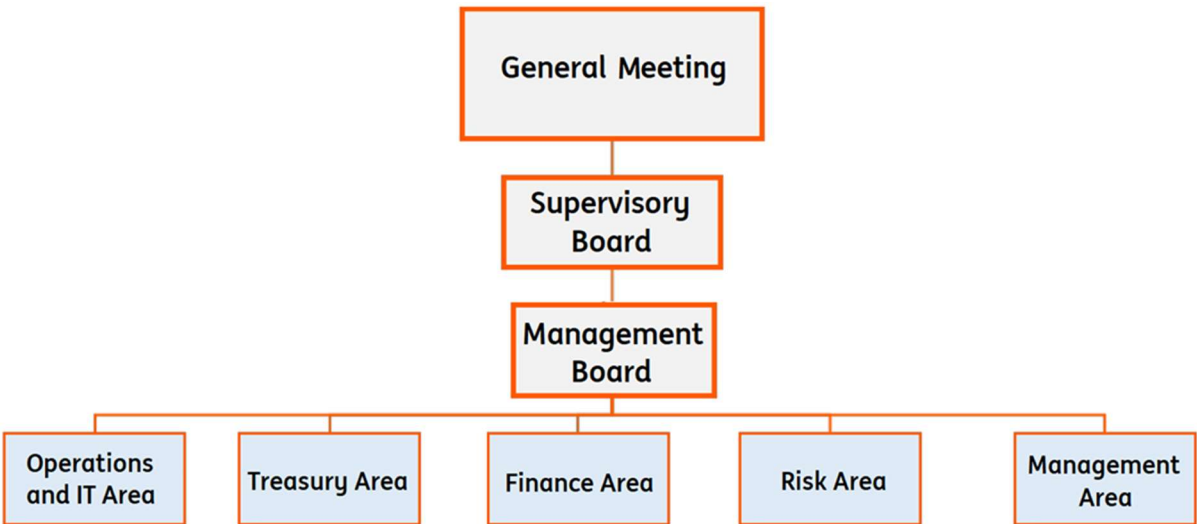 General Meeting
Supervisory
Board
Management
Board
Operations
and IT Area
Treasury Area
Finance Area
Risk Area
Management
Area